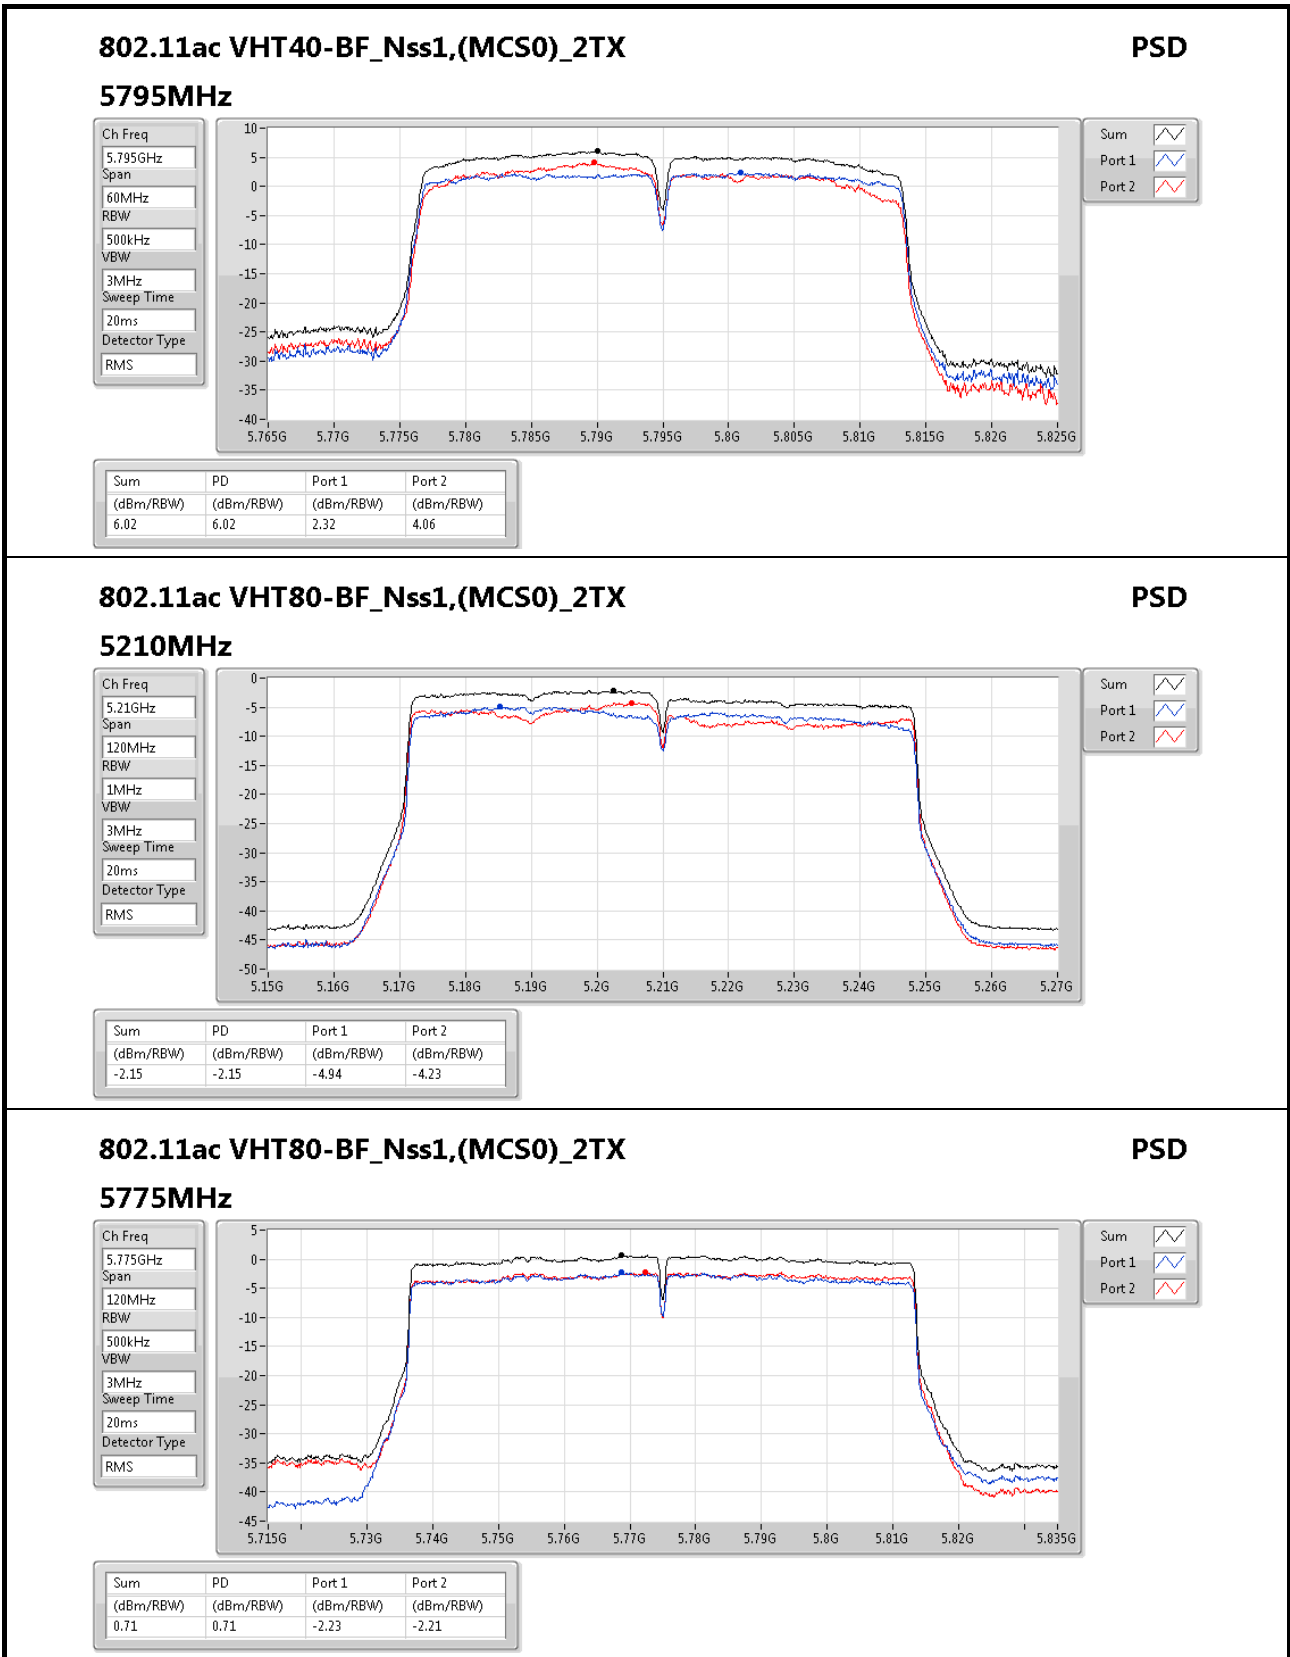 802.11ac VHT40-BF_Nss1,(MCS0)_2TX PSD
5795MHz
Ch Freq
5.795GHz
Span
60MHz
RBW
500kHz
VBW
3MHz
Sweep Time
20ms
Detector Type
RMS
10
5
0
-5
-10
-15
-20
-25
-30
-35
-40
5.765G 5.77G 5.775G 5.78G 5.785G 5.79G 5.795G 5.8G 5.805G 5.81G 5.815G 5.82G 5.825G
Sum
Port 1
Port 2
Sum PD Port 1 Port 2
(dBm/RBW) (dBm/RBW) (dBm/RBW) (dBm/RBW)
6.02 6.02 2.32 4.06
802.11ac VHT80-BF_Nss1,(MCS0)_2TX PSD
5210MHz
Ch Freq
5.21GHz
Span
120MHz
RBW
1MHz
VBW
3MHz
Sweep Time
20ms
Detector Type
RMS
0
-5
-10
-15
-20
-25
-30
-35
-40
-45
-50
5.15G 5.16G 5.17G 5.18G 5.19G 5.2G 5.21G 5.22G 5.23G 5.24G 5.25G 5.26G 5.27G
Sum
Port 1
Port 2
Sum PD Port 1 Port 2
(dBm/RBW) (dBm/RBW) (dBm/RBW) (dBm/RBW)
-2.15 -2.15 -4.94 -4.23
802.11ac VHT80-BF_Nss1,(MCS0)_2TX PSD
5775MHz
Ch Freq
5.775GHz
Span
120MHz
RBW
500kHz
VBW
3MHz
Sweep Time
20ms
Detector Type
RMS
5
0
-5
-10
-15
-20
-25
-30
-35
-40
-45
5.715G 5.73G 5.74G 5.75G 5.76G 5.77G 5.78G 5.79G 5.8G 5.81G 5.82G 5.835G
Sum
Port 1
Port 2
Sum PD Port 1 Port 2
(dBm/RBW) (dBm/RBW) (dBm/RBW) (dBm/RBW)
0.71 0.71 -2.23 -2.21